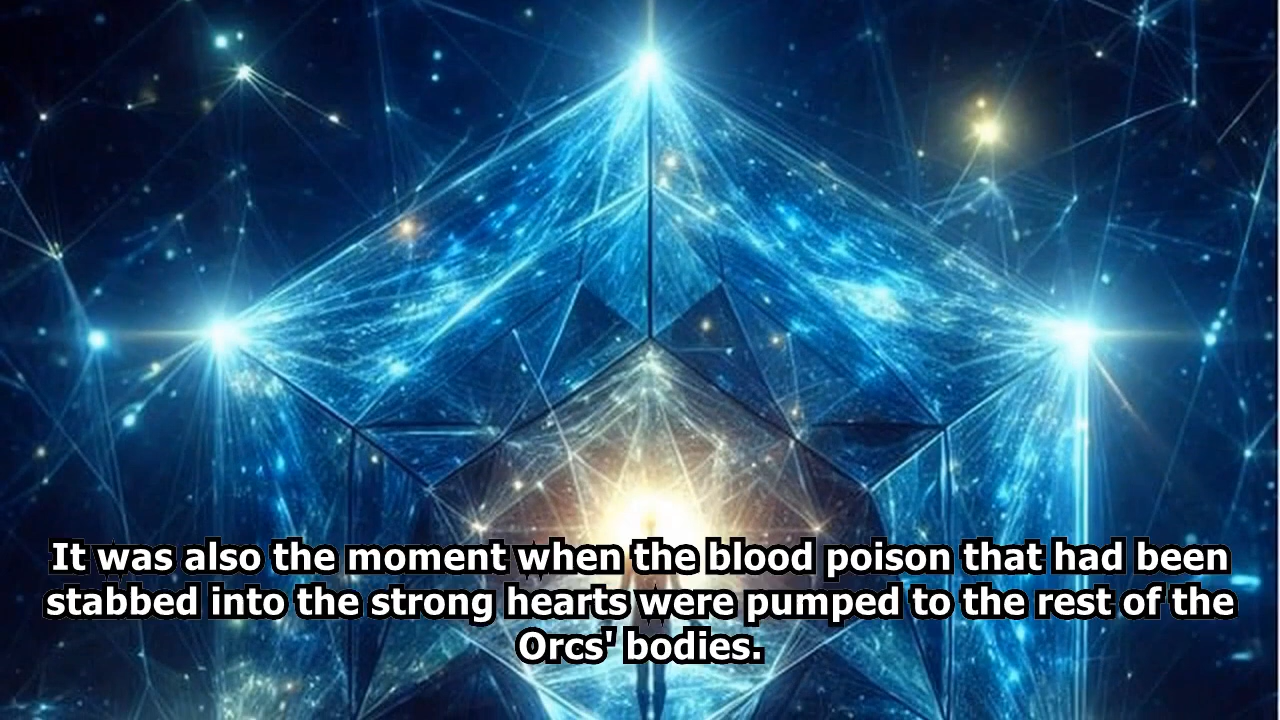 It was also the moment when the blood poison that had been
stabbed into the strong hearts were pumped to the rest of the
Orcs' bodies.